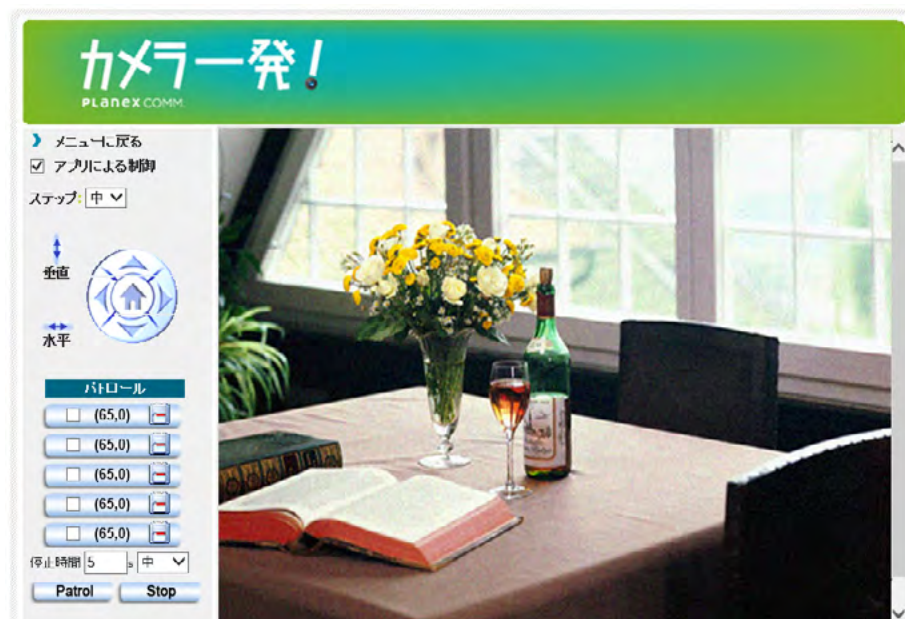 カメラ一発!
PLANEX COMM.
メニューに戻る
アプリによる制御
ステップ: 中
垂直
水平
パトロール
(65,0)
(65,0)
(65,0)
(65,0)
(65,0)
停止時間 5 s 中
Patrol Stop